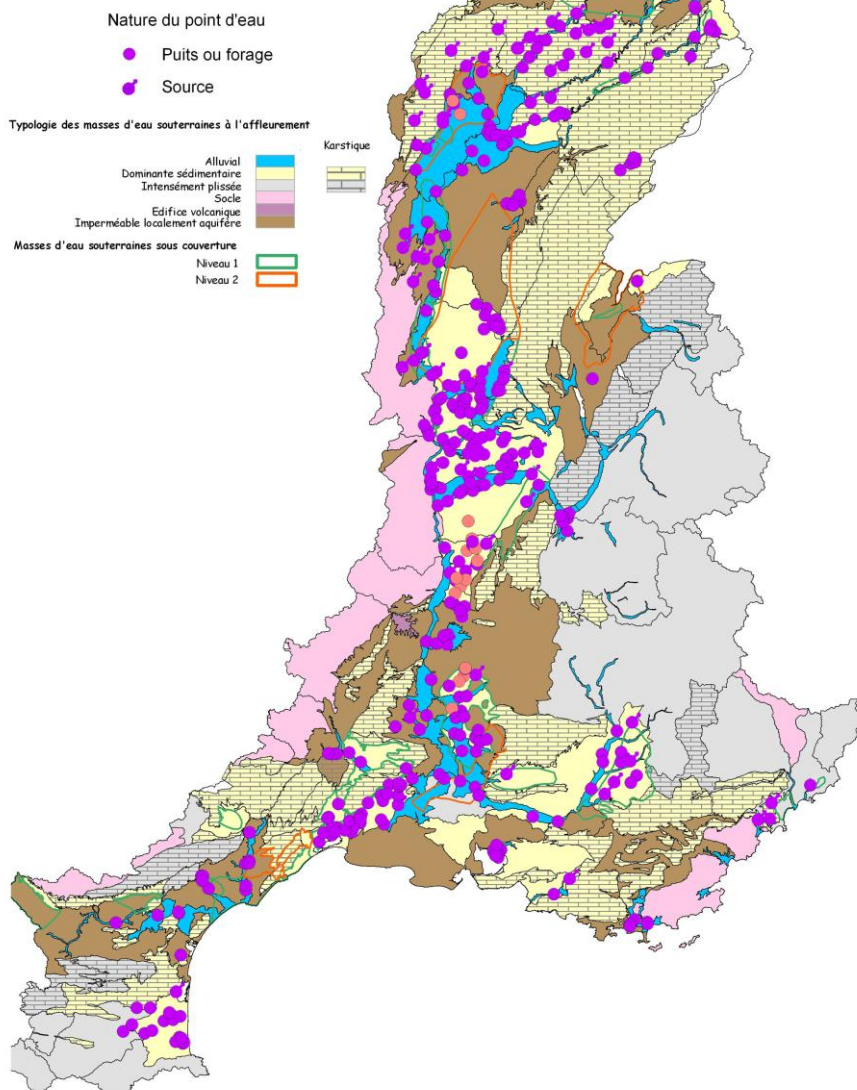 Nature du point d'eau
Puits ou forage
Source
Typologie des masses d'eau souterraines à l'affleurement
Karstique
Alluvial
Dominante sédimentaire
Intensément plissée
Socle
Edifice volcanique
Imperméable localement aquifère
Masses d'eau souterraines sous couverture
Niveau 1
Niveau 2